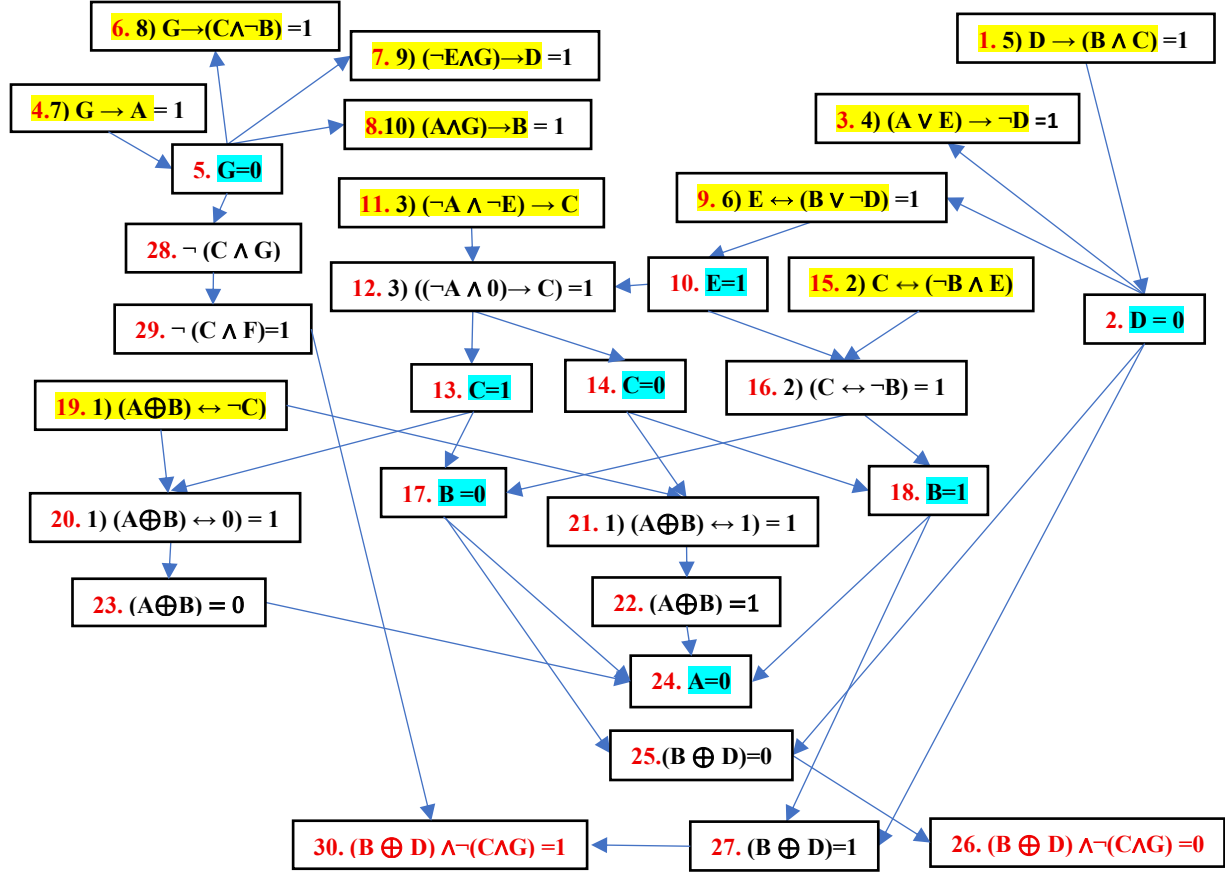 6. 8) G→(C∧¬B) =1
1. 5) D → (B ∧ C) =1
7. 9) (¬E∧G)→D =1
4.7) G → A = 1
8.10) (A∧G)→B = 1
3. 4) (A ∨ E) → ¬D =1
5. G=0
11. 3) (¬A ∧ ¬E) → C
9. 6) E ↔ (B ∨ ¬D) =1
28. ¬ (C ∧ G)
12. 3) ((¬A ∧ 0)→ C) =1
10. E=1
15. 2) C ↔ (¬B ∧ E)
29. ¬ (C ∧ F)=1
2. D = 0
13. C=1
14. C=0
16. 2) (C ↔ ¬B) = 1
19. 1) (A⊕B) ↔ ¬C)
17. B =0
18. B=1
20. 1) (A⊕B) ↔ 0) = 1
21. 1) (A⊕B) ↔ 1) = 1
23. (A⊕B) = 0
22. (A⊕B) =1
24. A=0
25.(B ⊕ D)=0
30. (B ⊕ D) ∧¬(C∧G) =1
27. (B ⊕ D)=1
26. (B ⊕ D) ∧¬(C∧G) =0